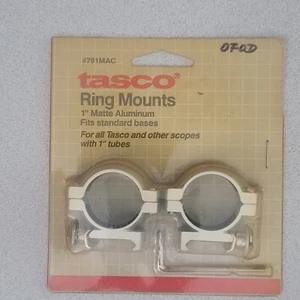 #791MAC
OFQD
tasco®
Ring Mounts
1" Matte Aluminum
Fits standard bases
For all Tasco and other scopes
with 1" tubes